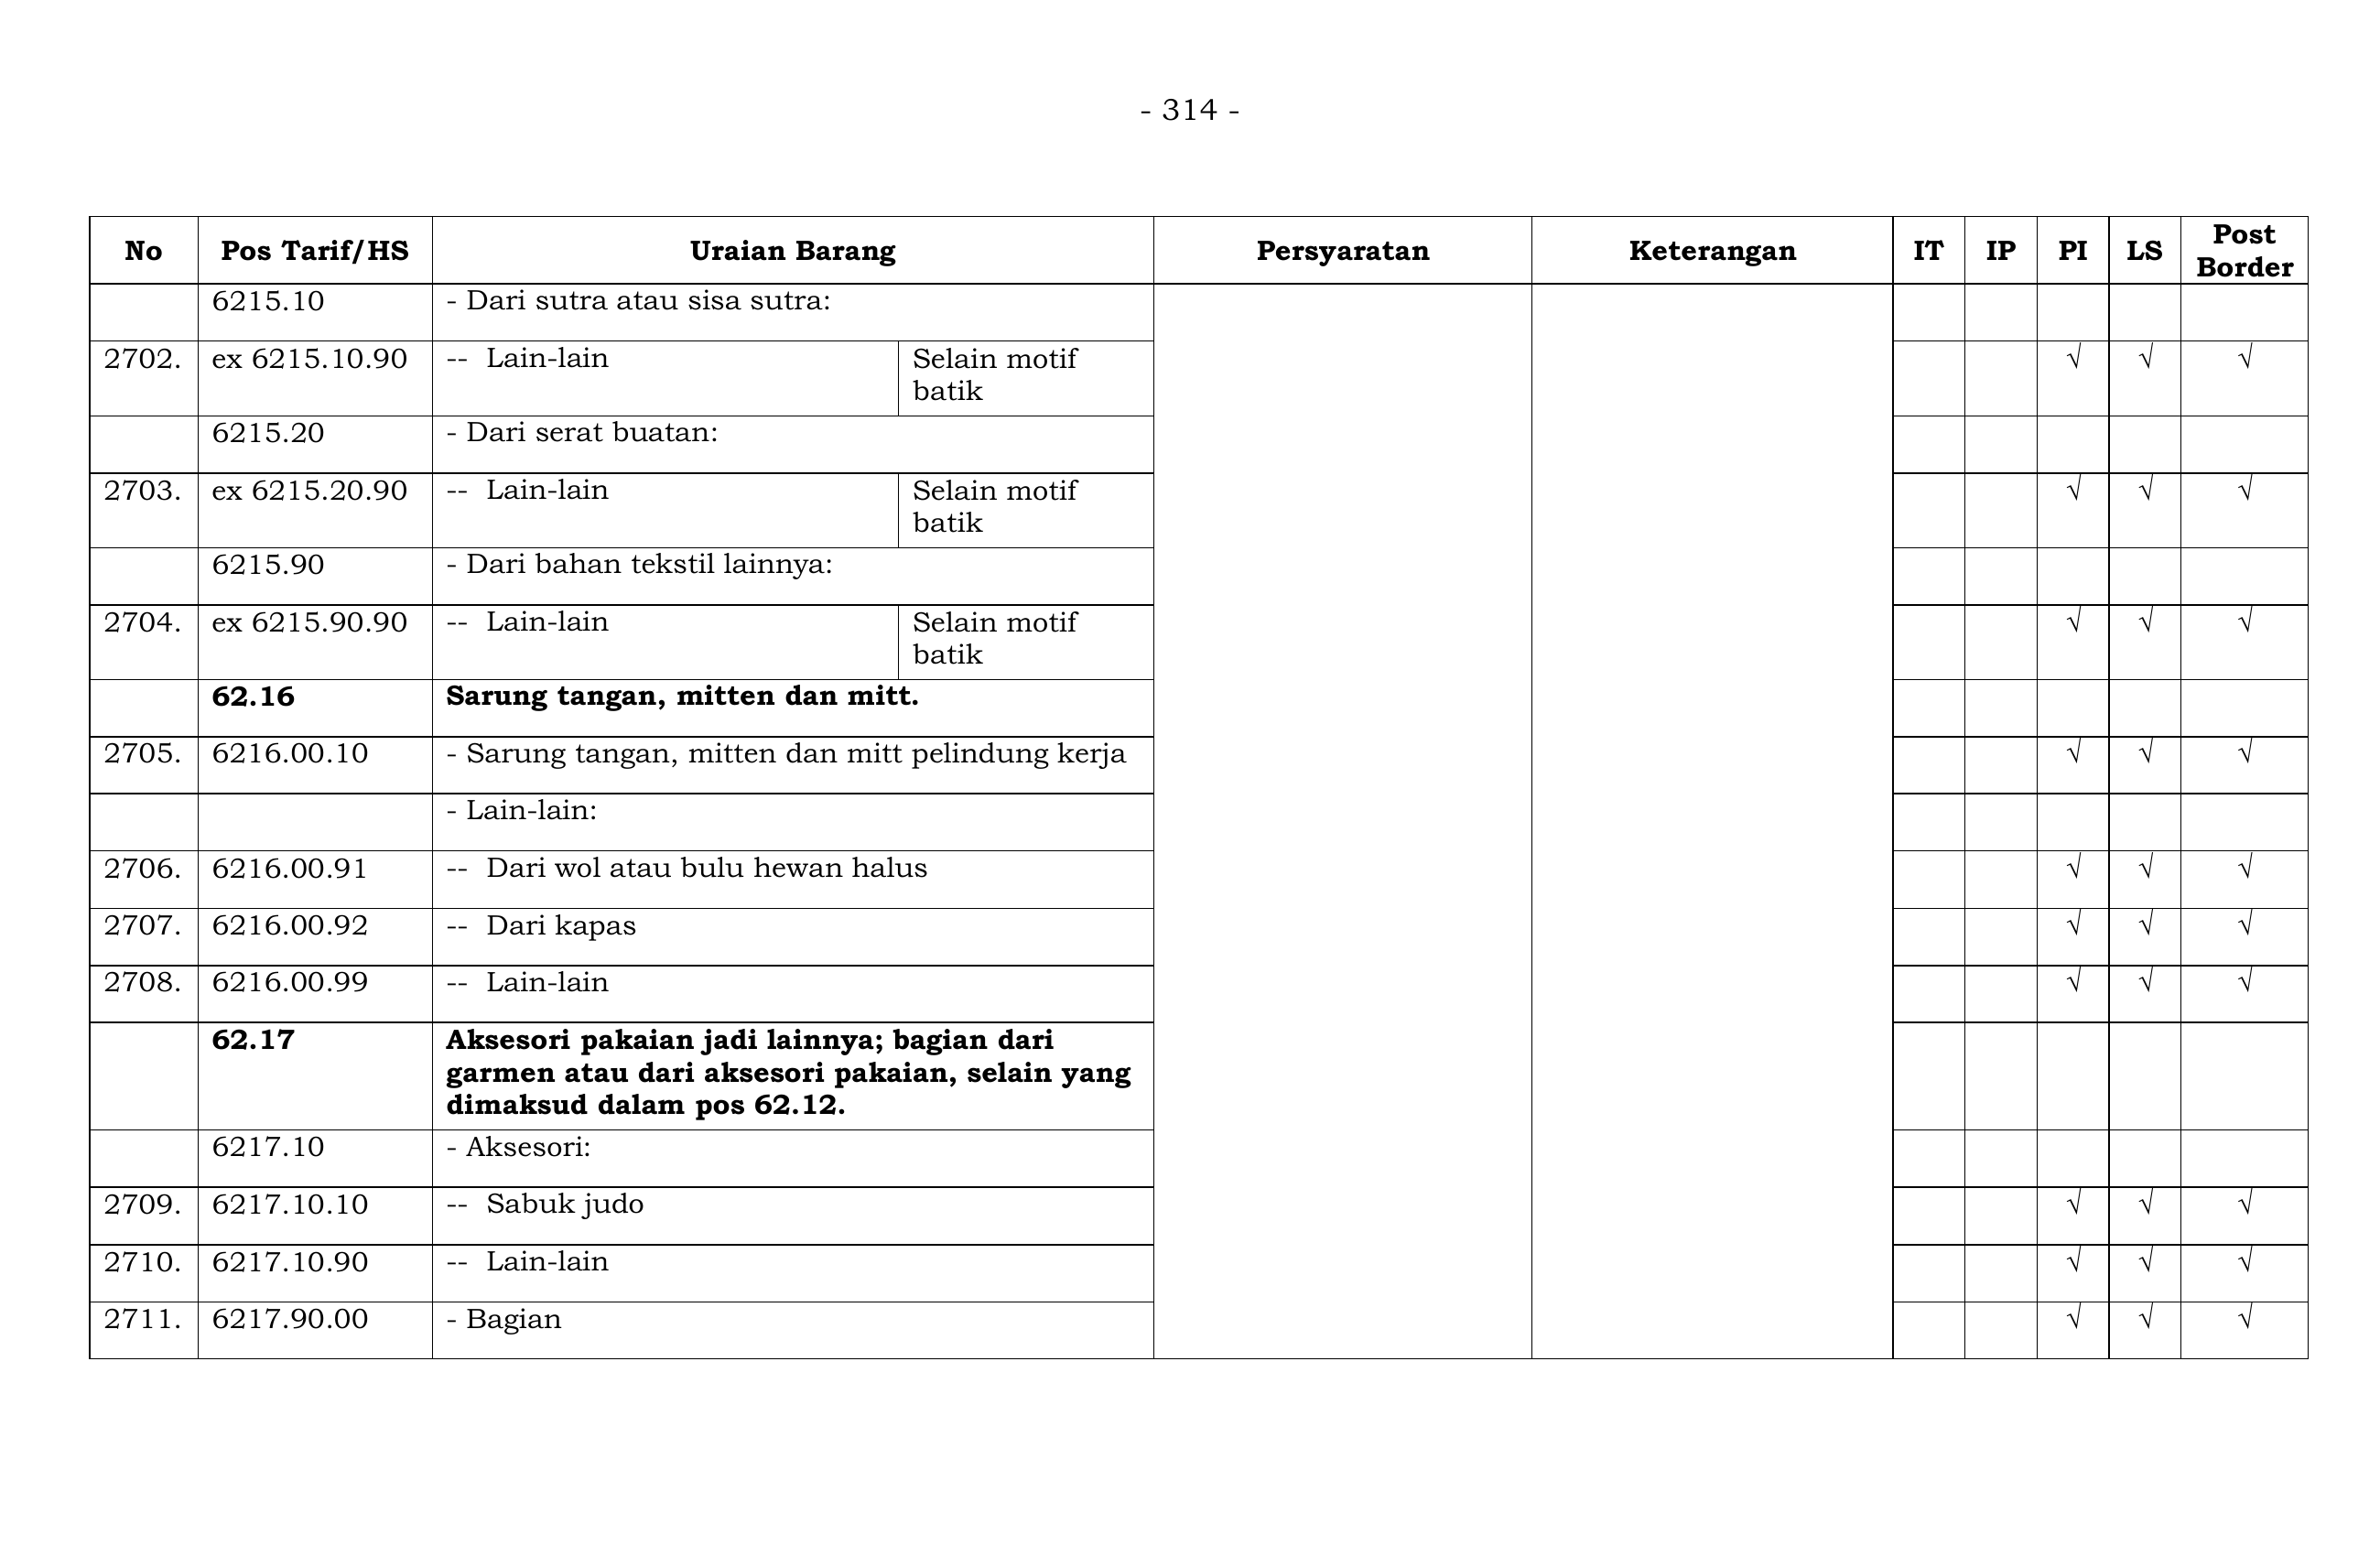 - 314 -
No Pos Tarif/HS Uraian Barang Persyaratan Keterangan IT IP PI LS Post Border
6215.10 - Dari sutra atau sisa sutra:
2702. ex 6215.10.90 -- Lain-lain Selain motif √ √ √
batik
6215.20 - Dari serat buatan:
2703. ex 6215.20.90 -- Lain-lain Selain motif √ √ √
batik
6215.90 - Dari bahan tekstil lainnya:
2704. ex 6215.90.90 -- Lain-lain Selain motif √ √ √
batik
62.16 Sarung tangan, mitten dan mitt.
2705. 6216.00.10 - Sarung tangan, mitten dan mitt pelindung kerja √ √ √
- Lain-lain:
2706. 6216.00.91 -- Dari wol atau bulu hewan halus √ √ √
2707. 6216.00.92 -- Dari kapas √ √ √
2708. 6216.00.99 -- Lain-lain √ √ √
62.17 Aksesori pakaian jadi lainnya; bagian dari
garmen atau dari aksesori pakaian, selain yang
dimaksud dalam pos 62.12.
6217.10 - Aksesori:
2709. 6217.10.10 -- Sabuk judo √ √ √
2710. 6217.10.90 -- Lain-lain √ √ √
2711. 6217.90.00 - Bagian √ √ √